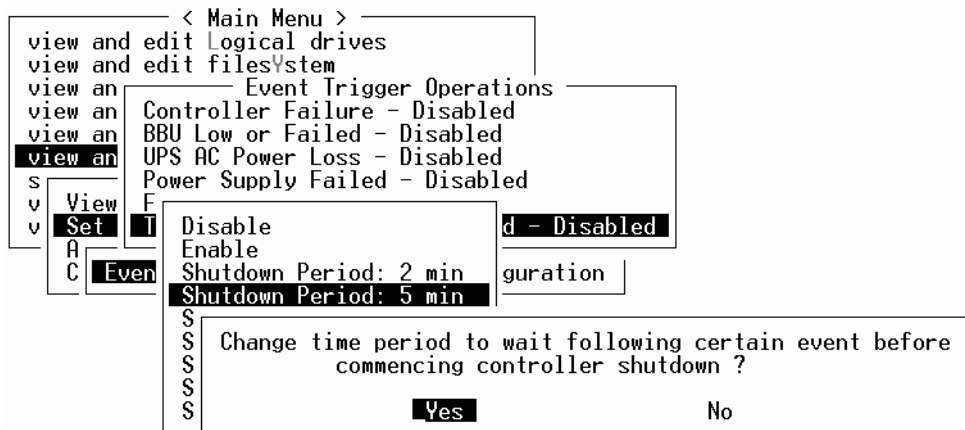 < Main Menu >
view and edit Logical drives
view and edit filesYstem
view an
Event Trigger Operations
view an
Controller Failure - Disabled
view an
BBU Low or Failed - Disabled
view an
UPS AC Power Loss - Disabled
s
Power Supply Failed - Disabled
v
View
F
v
Set
T
Disable
d - Disabled
A
Enable
C
Even
Shutdown Period: 2 min
guration
Shutdown Period: 5 min
S
S
Change time period to wait following certain event before
S
commencing controller shutdown ?
S
S
Yes
No